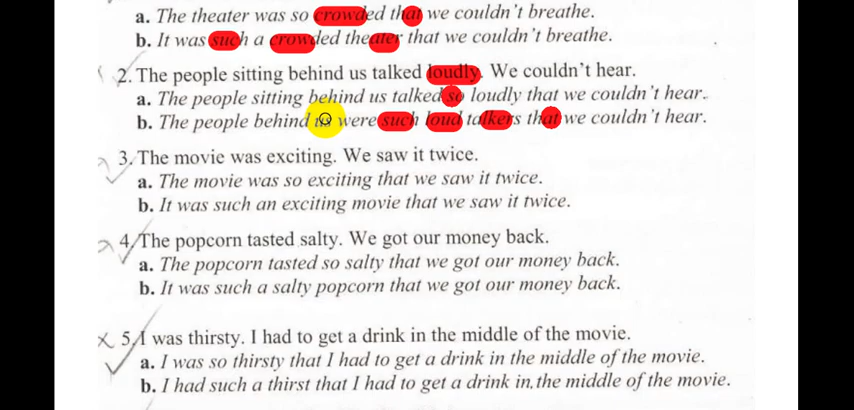 a. The theater was so crowded that we couldn't breathe.
b. It was such a crowded theater that we couldn't breathe.
2. The people sitting behind us talked loudly. We couldn't hear.
a. The people sitting behind us talked so loudly that we couldn't hear.
b. The people behind us were such loud talkers that we couldn't hear.
3. The movie was exciting. We saw it twice.
a. The movie was so exciting that we saw it twice.
b. It was such an exciting movie that we saw it twice.
4. The popcorn tasted salty. We got our money back.
a. The popcorn tasted so salty that we got our money back.
b. It was such a salty popcorn that we got our money back.
5. I was thirsty. I had to get a drink in the middle of the movie.
a. I was so thirsty that I had to get a drink in the middle of the movie.
b. I had such a thirst that I had to get a drink in the middle of the movie.